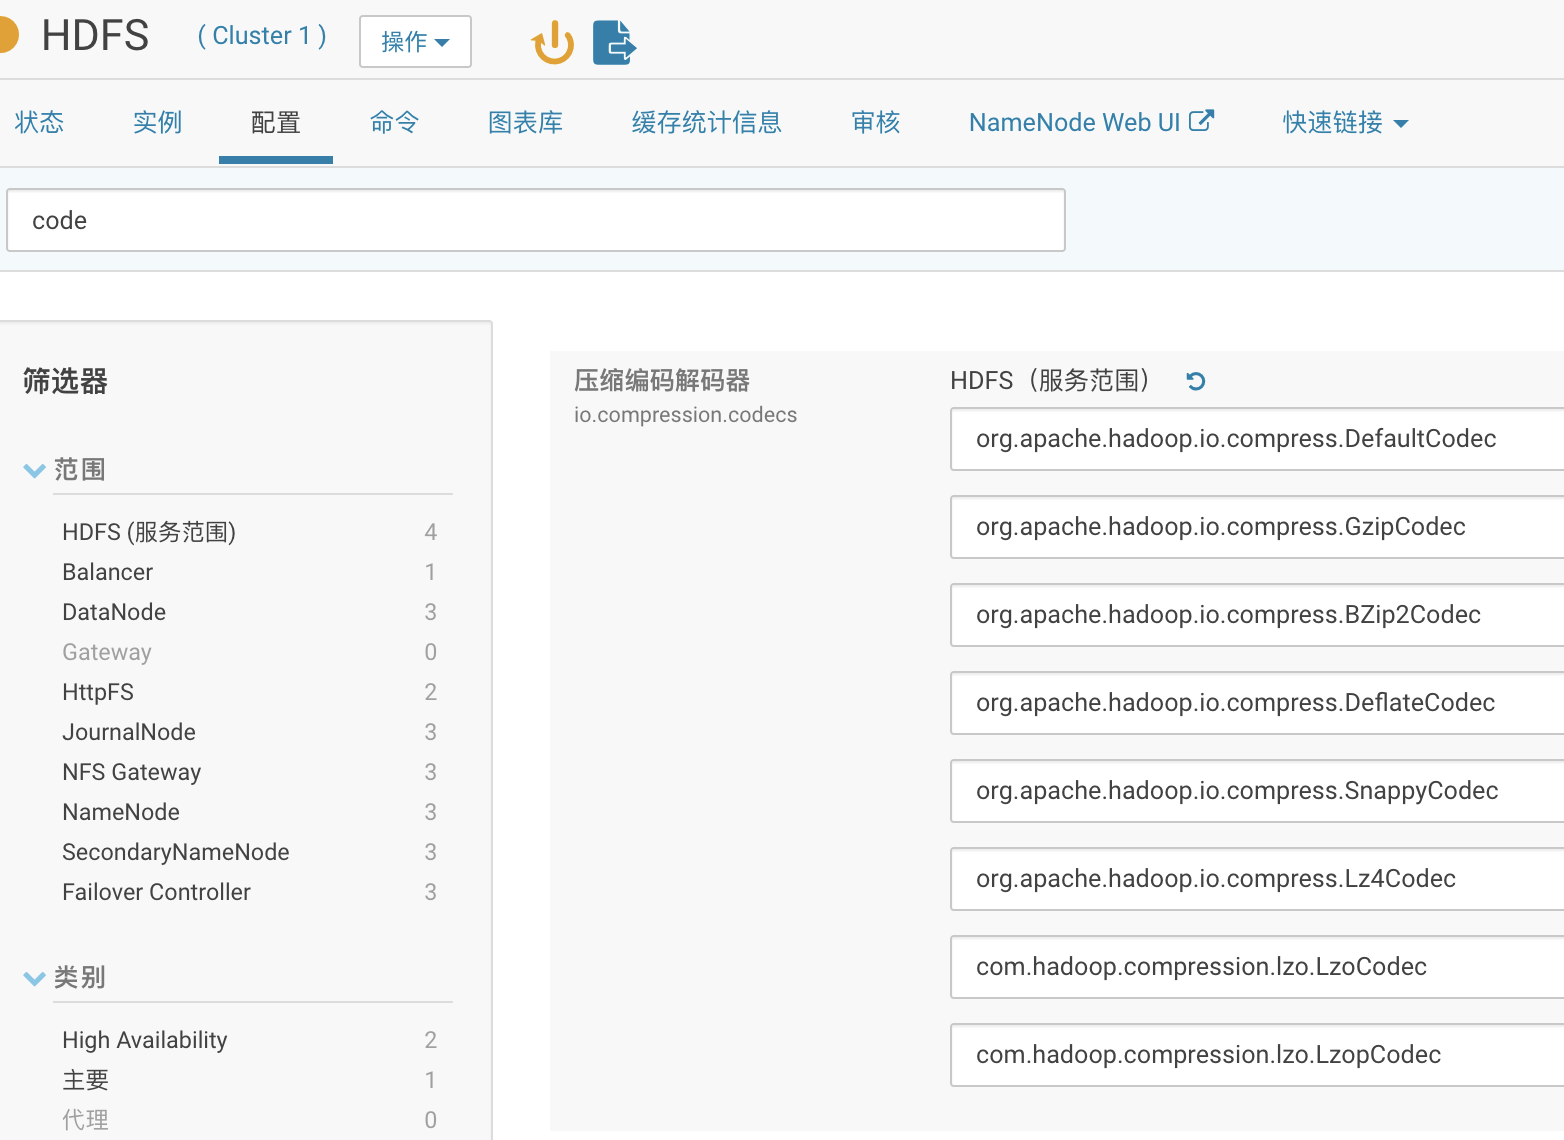 HDFS ( Cluster 1 ) 操作
状态 实例 配置 命令 图表库 缓存统计信息 审核 NameNode Web UI 快速链接
code
筛选器
范围
HDFS (服务范围) 4
Balancer 1
DataNode 3
Gateway 0
HttpFS 2
JournalNode 3
NFS Gateway 3
NameNode 3
SecondaryNameNode 3
Failover Controller 3
类别
High Availability 2
主要 1
代理 0
压缩编码解码器
io.compression.codecs
HDFS（服务范围）
org.apache.hadoop.io.compress.DefaultCodec
org.apache.hadoop.io.compress.GzipCodec
org.apache.hadoop.io.compress.BZip2Codec
org.apache.hadoop.io.compress.DeflateCodec
org.apache.hadoop.io.compress.SnappyCodec
org.apache.hadoop.io.compress.Lz4Codec
com.hadoop.compression.lzo.LzoCodec
com.hadoop.compression.lzo.LzopCodec